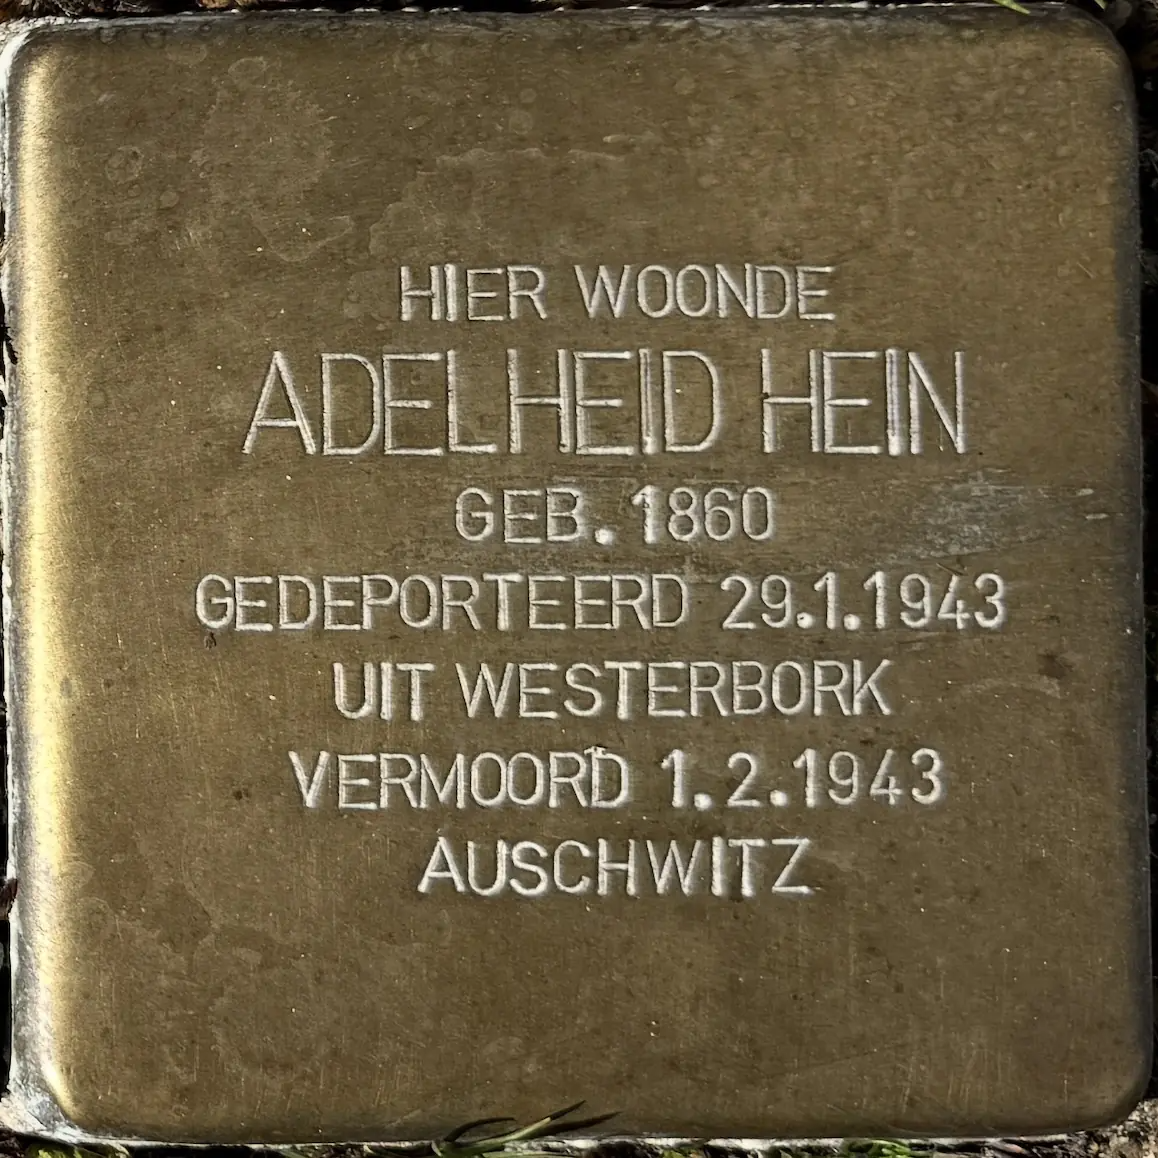 HIER WOONDE
ADELHEID HEIN
GEB. 1860
GEDEPORTEERD 29.1.1943
UIT WESTERBORK
VERMOORD 1.2.1943
AUSCHWITZ